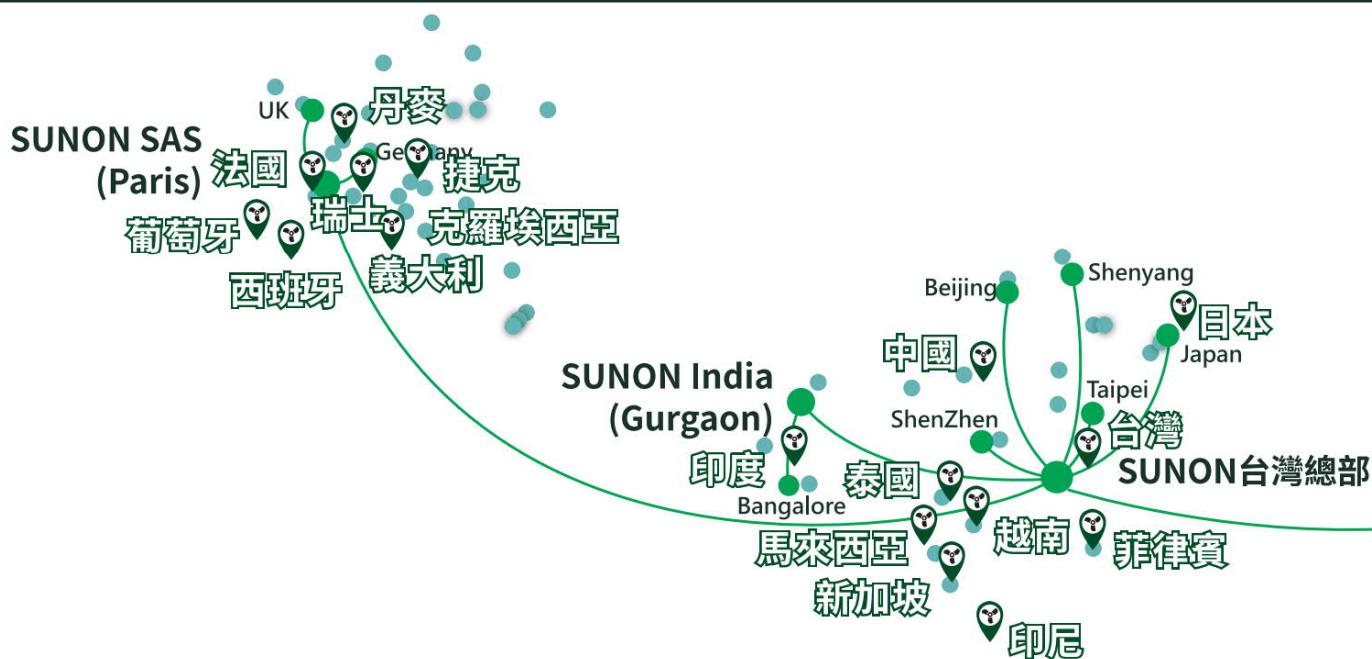 UK
丹麥
SUNON SAS
(Paris)
Germany
法國
捷克
瑞士
葡萄牙
克羅埃西亞
西班牙
義大利
Beijing
Shenyang
日本
Japan
中國
SUNON India
(Gurgaon)
Taipei
ShenZhen
台灣
印度
泰國
SUNON台灣總部
Bangalore
馬來西亞
越南
菲律賓
新加坡
印尼